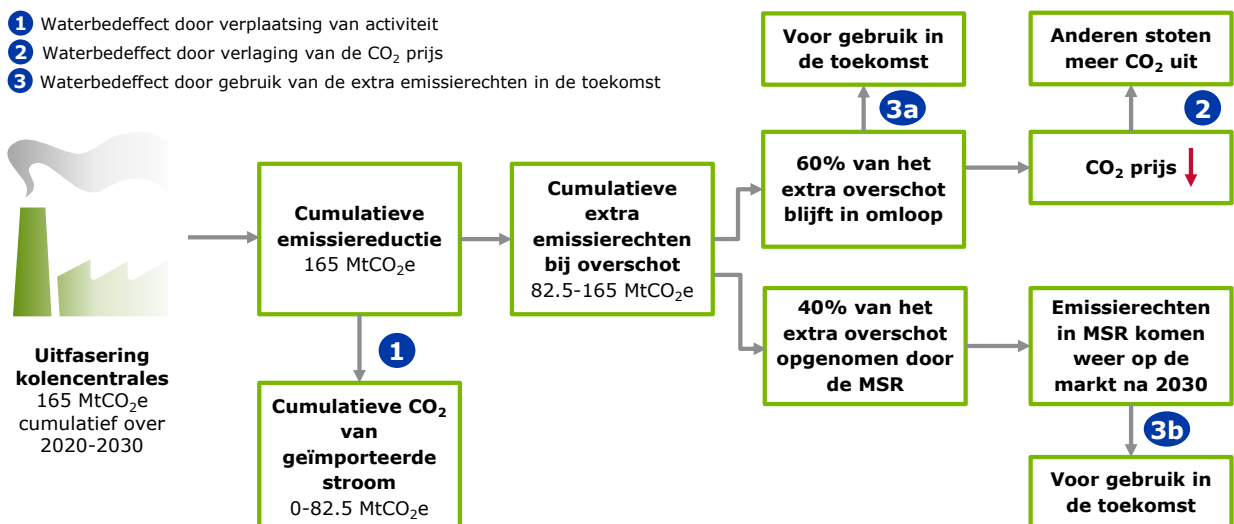 1 Waterbedeffect door verplaatsing van activiteit
2 Waterbedeffect door verlaging van de CO₂ prijs
3 Waterbedeffect door gebruik van de extra emissierechten in de toekomst
Uitfasering
kolencentrales
165 MtCO₂e
cumulatief over
2020-2030
Cumulatieve
emissiereductie
165 MtCO₂e
1
Cumulatieve CO₂
van
geïmporteerde
stroom
0-82.5 MtCO₂e
Cumulatieve
extra
emissierechten
bij overschot
82.5-165 MtCO₂e
Voor gebruik in
de toekomst
3a
60% van het
extra overschot
blijft in omloop
Anderen stoten
meer CO₂ uit
2
CO₂ prijs
40% van het
extra overschot
opgenomen door
de MSR
Emissierechten
in MSR komen
weer op de
markt na 2030
3b
Voor gebruik in
de toekomst